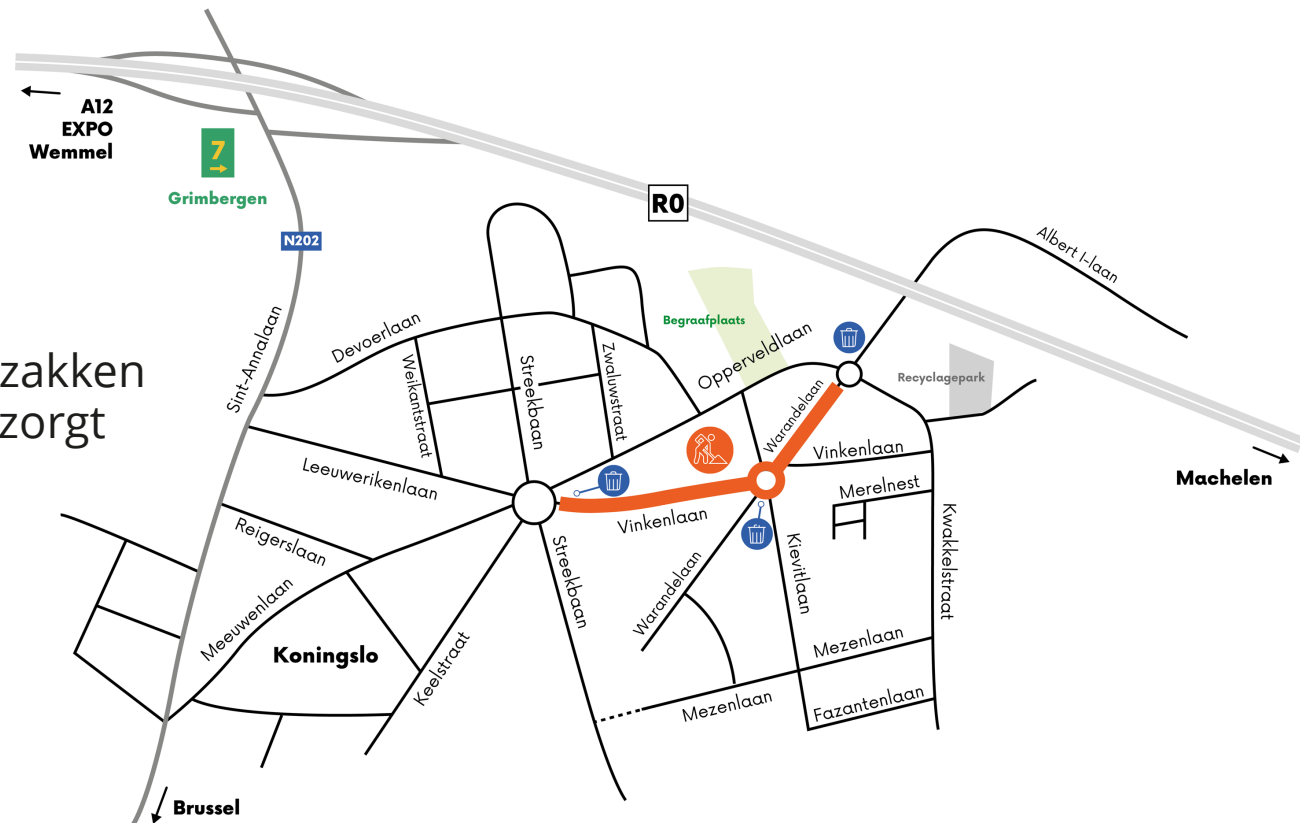 A12
EXPO
Wemmel
7
Grimbergen
R0
N202
Albert I-laan
Sint-Annalaan
Devoerlaan
Begraafplaats
Opperveldlaan
zakken
zorgt
Weikantstraat
Streekbaan
Zwaluwstraat
Warandelaan
Recyclagepark
Leeuwerikenlaan
Vinkenlaan
Machelen
Merelnest
Vinkenlaan
Reigerslaan
Streekbaan
Kievitlaan
Kwakkelstraat
Meeuwenlaan
Warandelaan
Koningslo
Keelstraat
Mezenlaan
Mezenlaan
Fazantenlaan
Brussel